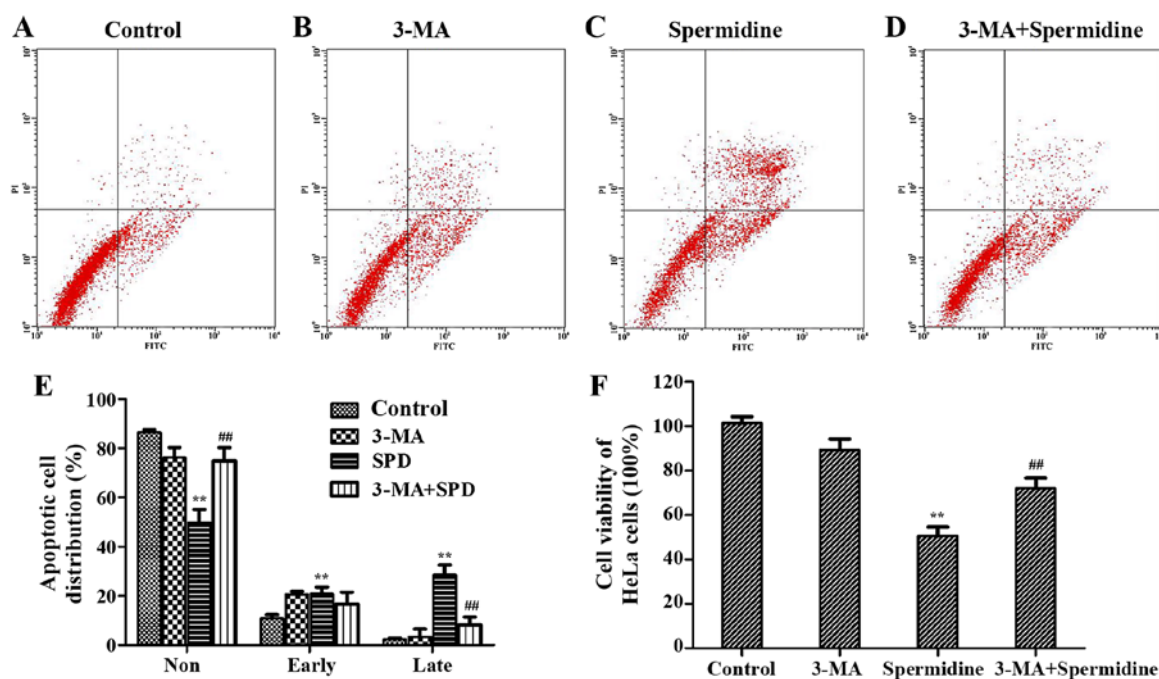 A Control
B 3-MA
C Spermidine
D 3-MA+Spermidine
PI
FITC
PI
FITC
PI
FITC
PI
FITC
E
Apoptotic cell
distribution (%)
100
80
60
40
20
0
Control
3-MA
SPD
3-MA+SPD
**
##
**
**
##
Non Early Late
F
Cell viability of
HeLa cells (100%)
120
100
80
60
40
20
0
**
##
Control 3-MA Spermidine 3-MA+Spermidine